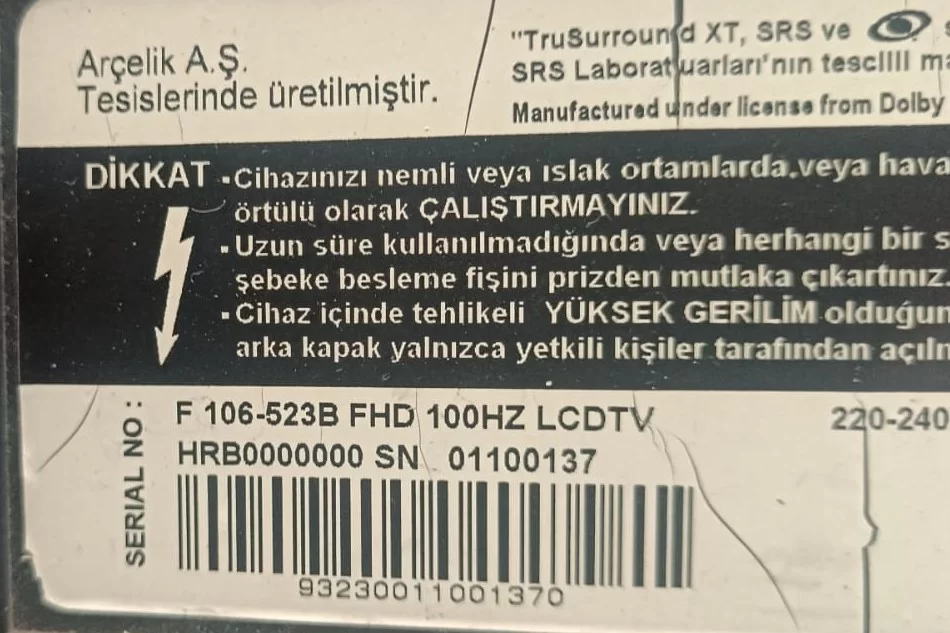 Arçelik A.Ş.
Tesislerinde üretilmiştir.
"TruSurround XT, SRS ve
SRS Laboratuarları'nın tescilli
Manufactured under license from Dolby
DİKKAT
▪Cihazınızı nemli veya ıslak ortamlarda,veya hava
örtülü olarak ÇALIŞTIRMAYINIZ.
▪Uzun süre kullanılmadığında veya herhangi bir
şebeke besleme fişini prizden mutlaka çıkartınız
▪Cihaz içinde tehlikeli YÜKSEK GERİLİM
arka kapak yalnızca yetkili kişiler tarafından
SERIAL NO :
F 106-523B FHD 100HZ LCDTV
220-240
HRB0000000 SN 01100137
93230011001370